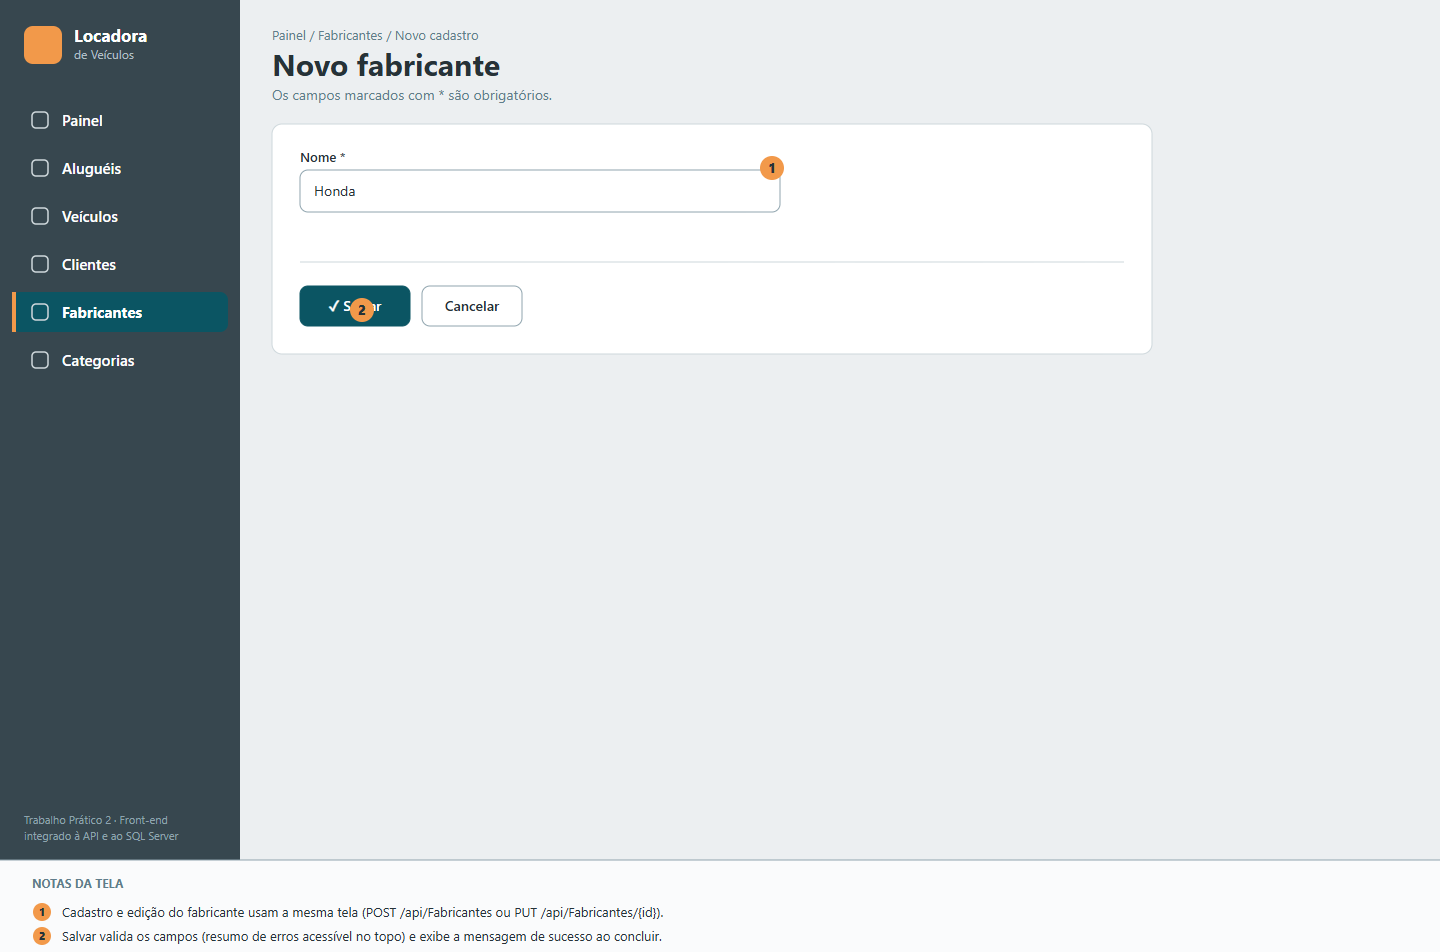 Locadora
de Veículos
Painel
Aluguéis
Veículos
Clientes
Fabricantes
Categorias
Trabalho Prático 2 · Front-end
integrado à API e ao SQL Server
Painel / Fabricantes / Novo cadastro
Novo fabricante
Os campos marcados com * são obrigatórios.
Nome *
1
Honda
✓
2
Cancelar
NOTAS DA TELA
1 Cadastro e edição do fabricante usam a mesma tela (POST /api/Fabricantes ou PUT /api/Fabricantes/{id}).
2 Salvar valida os campos (resumo de erros acessível no topo) e exibe a mensagem de sucesso ao concluir.